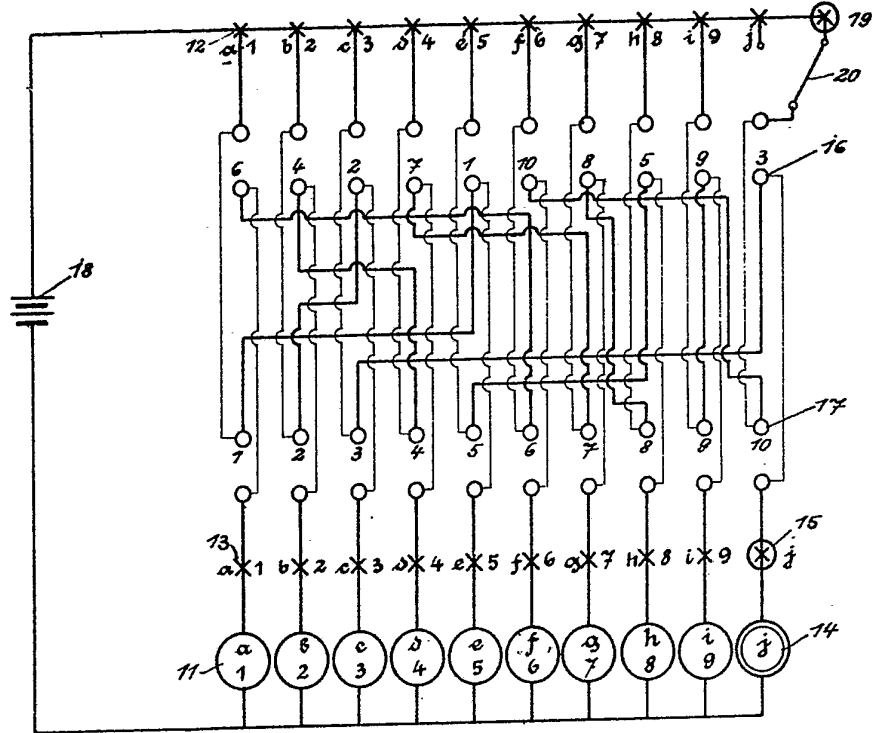 12 a 1 b 2 c 3 d 4 e 5 f 6 g 7 h 8 i 9 j 19
20
6 4 2 7 1 10 8 5 9 3 16
18
17
1 2 3 4 5 6 7 8 9 10
13 15
a 1 b 2 c 3 d 4 e 5 f 6 g 7 h 8 i 9 j
14
a b c d e f g h i j
11 1 2 3 4 5 6 7 8 9